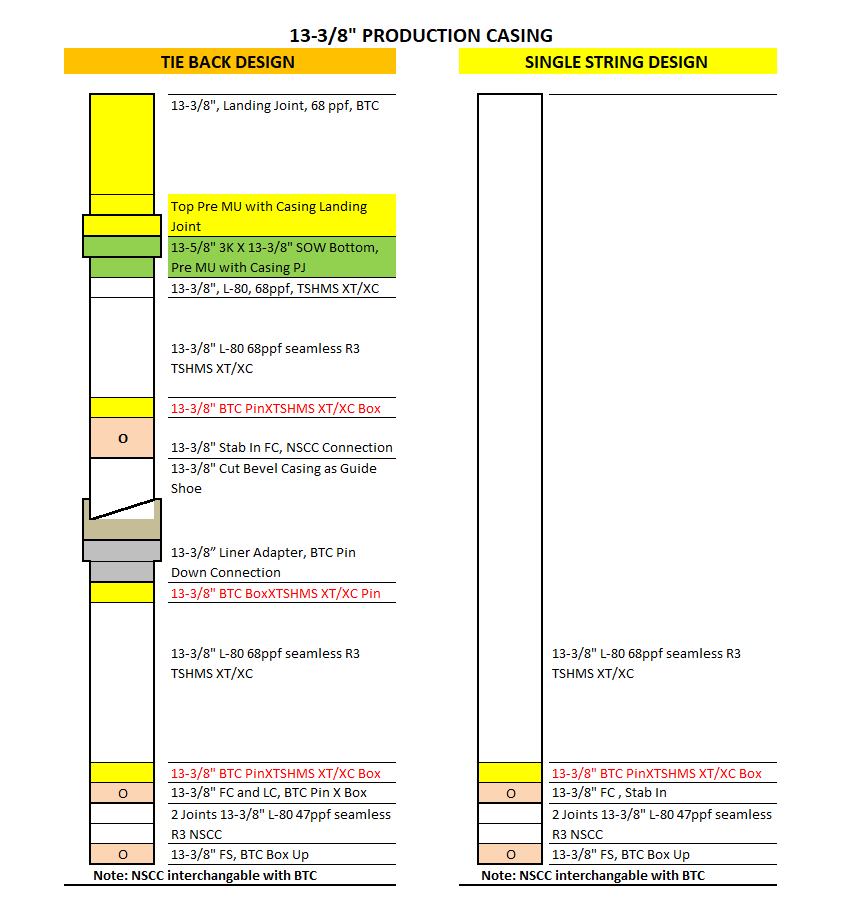 13-3/8" PRODUCTION CASING
TIE BACK DESIGN
13-3/8", Landing Joint, 68 ppf, BTC
Top Pre MU with Casing Landing
Joint
13-5/8" 3K X 13-3/8" SOW Bottom,
Pre MU with Casing PJ
13-3/8", L-80, 68ppf, TSHMS XT/XC
13-3/8" L-80 68ppf seamless R3
TSHMS XT/XC
13-3/8" BTC PinXTSHMS XT/XC Box
O
13-3/8" Stab In FC, NSCC Connection
13-3/8" Cut Bevel Casing as Guide
Shoe
13-3/8” Liner Adapter, BTC Pin
Down Connection
13-3/8" BTC BoxXTSHMS XT/XC Pin
13-3/8" L-80 68ppf seamless R3
TSHMS XT/XC
13-3/8" BTC PinXTSHMS XT/XC Box
O
13-3/8" FC and LC, BTC Pin X Box
2 Joints 13-3/8" L-80 47ppf seamless
R3 NSCC
O
13-3/8" FS, BTC Box Up
Note: NSCC interchangable with BTC
SINGLE STRING DESIGN
13-3/8" L-80 68ppf seamless R3
TSHMS XT/XC
13-3/8" BTC PinXTSHMS XT/XC Box
O
13-3/8" FC , Stab In
2 Joints 13-3/8" L-80 47ppf seamless
R3 NSCC
O
13-3/8" FS, BTC Box Up
Note: NSCC interchangable with BTC